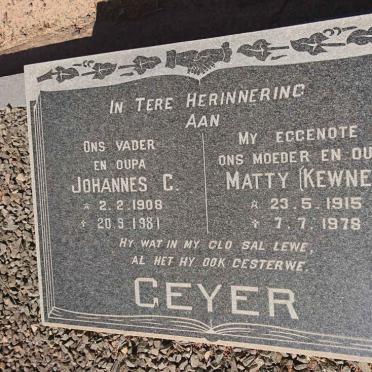 IN TERE HERINNERING
AAN
ONS VADER
EN OUPA
JOHANNES C.
☆ 2.2.1908
✝ 20.9.1981
MY EGGENOTE
ONS MOEDER EN OU
MATTY (KEWNE
☆ 23.5.1915
✝ 7.7.1978
HY WAT IN MY GLO SAL LEWE,
AL HET HY OOK GESTERWE.
GEYER